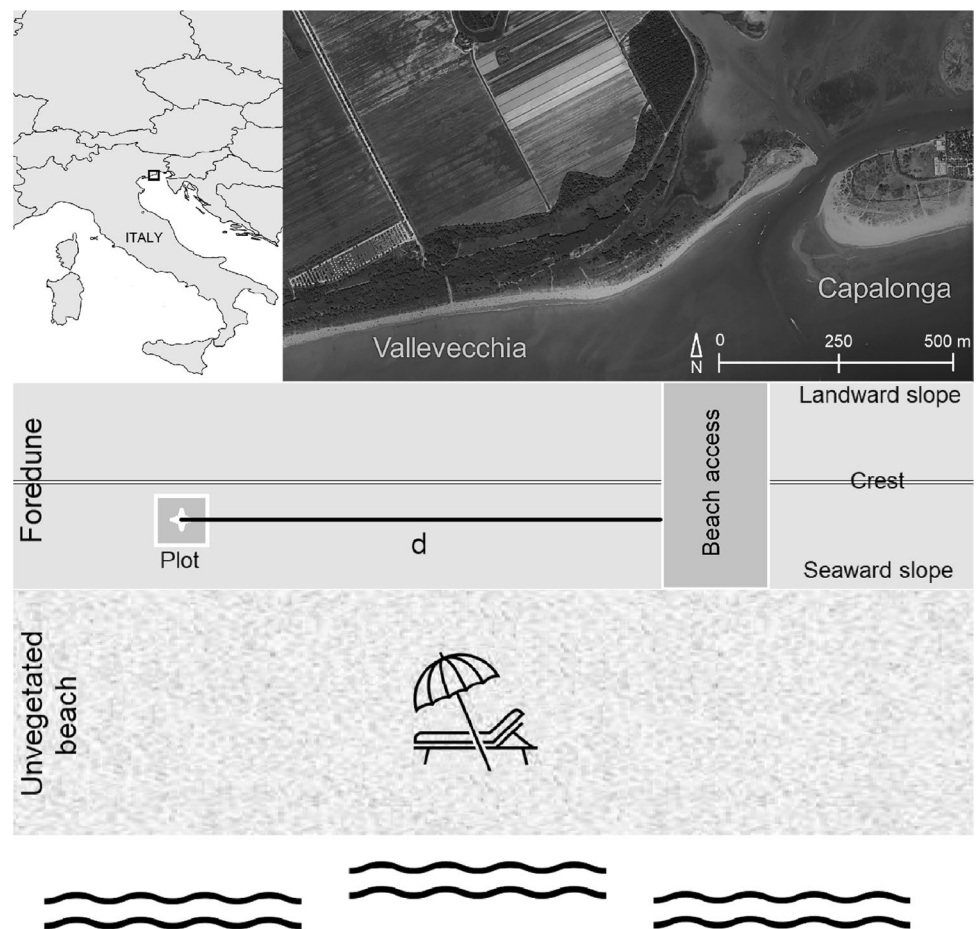 ITALY
Vallevecchia
Capalonga
N
0 250 500 m
Foredune
Plot
d
Beach access
Landward slope
Crest
Seaward slope
Unvegetated
beach